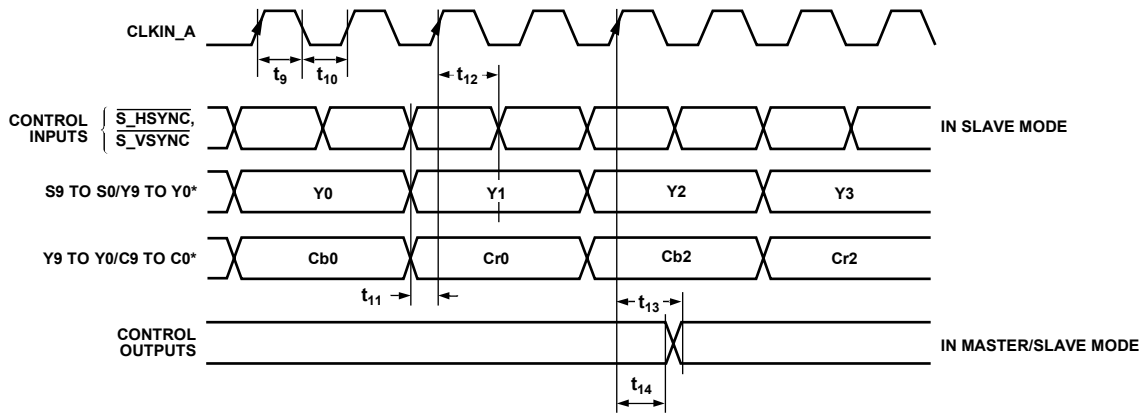 CLKIN_A
t9
t10
t12
CONTROL INPUTS
S_HSYNC,
S_VSYNC
IN SLAVE MODE
S9 TO S0/Y9 TO Y0*
Y0
Y1
Y2
Y3
Y9 TO Y0/C9 TO C0*
Cb0
Cr0
Cb2
Cr2
t11
t13
CONTROL OUTPUTS
IN MASTER/SLAVE MODE
t14